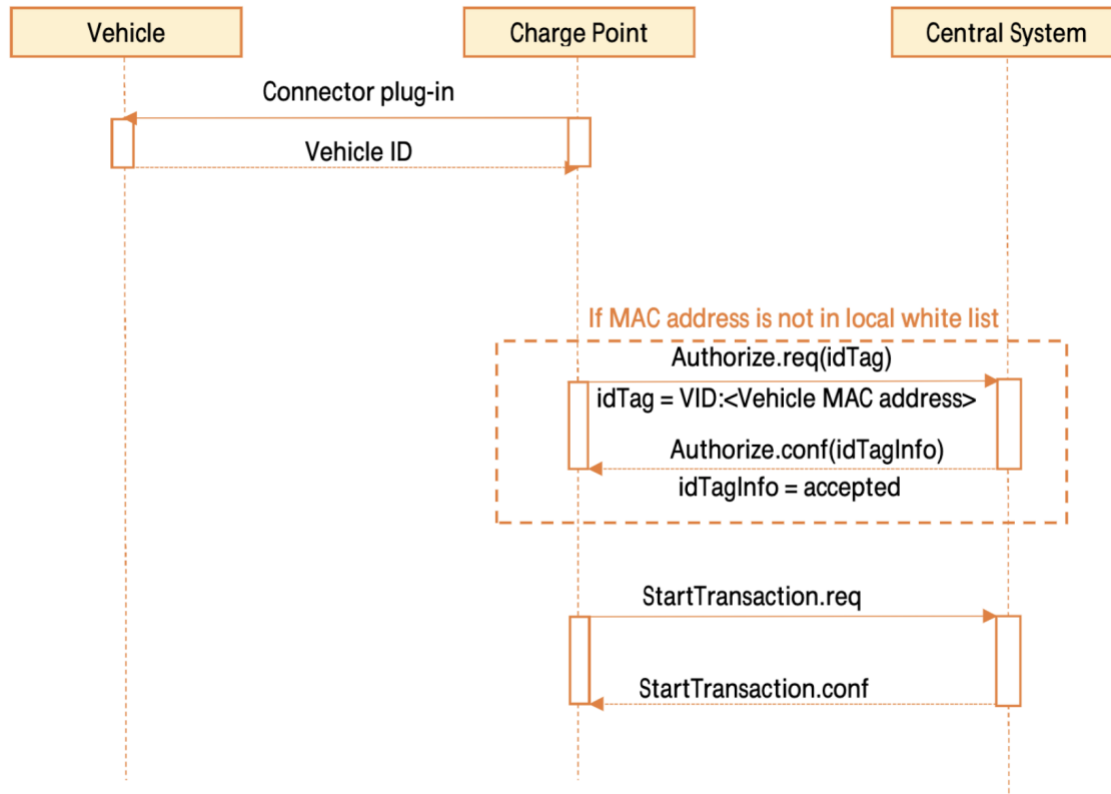 Vehicle
Charge Point
Central System
Connector plug-in
Vehicle ID
If MAC address is not in local white list
Authorize.req(idTag)
idTag = VID:<Vehicle MAC address>
Authorize.conf(idTagInfo)
idTagInfo = accepted
StartTransaction.req
StartTransaction.conf